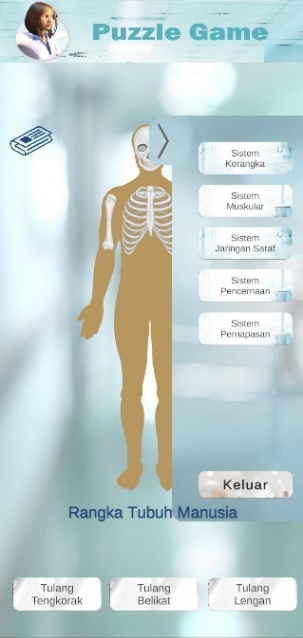 Puzzle Game
Sistem
Kerangka
Sistem
Muskular
Sistem
Jaringan Saraf
Sistem
Pencernaan
Sistem
Pernapasan
Keluar
Rangka Tubuh Manusia
Tulang
Tengkorak
Tulang
Belikat
Tulang
Lengan